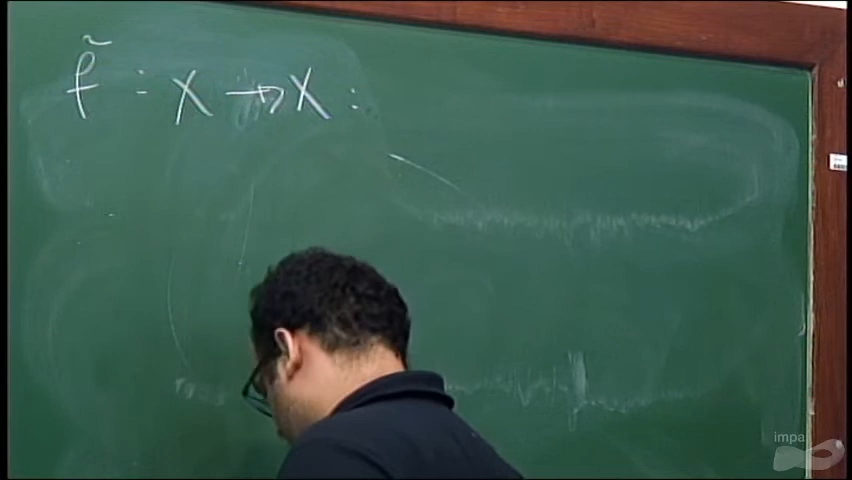 f̃ : X → X :
impa